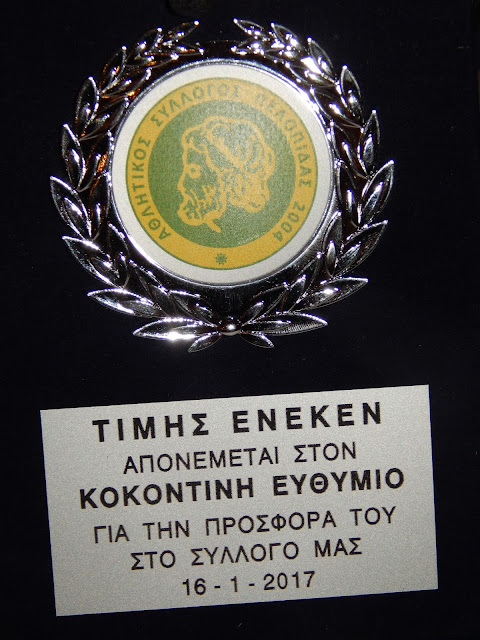 ΑΘΛΗΤΙΚΟΣ ΣΥΛΛΟΓΟΣ ΠΕΛΟΠΙΔΑΣ 2004
ΤΙΜΗΣ ΕΝΕΚΕΝ
ΑΠΟΝΕΜΕΤΑΙ ΣΤΟΝ
ΚΟΚΟΝΤΙΝΗ ΕΥΘΥΜΙΟ
ΓΙΑ ΤΗΝ ΠΡΟΣΦΟΡΑ ΤΟΥ
ΣΤΟ ΣΥΛΛΟΓΟ ΜΑΣ
16 - 1 - 2017